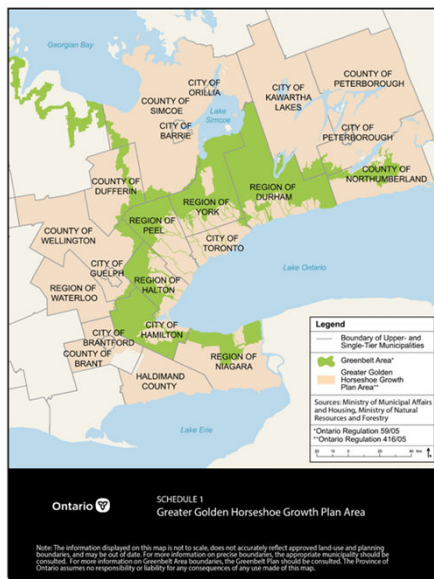 Georgian Bay
CITY OF
ORILLIA
COUNTY OF
SIMCOE
Lake
Simcoe
CITY OF
BARRIE
CITY OF
KAWARTHA
LAKES
COUNTY OF
PETERBOROUGH
CITY OF
PETERBOROUGH
COUNTY OF
NORTHUMBERLAND
COUNTY OF
DUFFERIN
REGION OF
YORK
REGION OF
DURHAM
REGION OF
PEEL
COUNTY OF
WELLINGTON
CITY OF
TORONTO
CITY OF
GUELPH
REGION OF
HALTON
REGION OF
WATERLOO
Lake Ontario
CITY OF
HAMILTON
CITY OF
BRANTFORD
COUNTY OF
BRANT
REGION OF
NIAGARA
HALDIMAND
COUNTY
Lake Erie
Legend
Boundary of Upper- and
Single-Tier Municipalities
Greenbelt Area*
Greater Golden
Horseshoe Growth
Plan Area**
Sources: Ministry of Municipal Affairs
and Housing, Ministry of Natural
Resources and Forestry
*Ontario Regulation 59/05
**Ontario Regulation 416/05
Ontario
SCHEDULE 1
Greater Golden Horseshoe Growth Plan Area
Note: The information displayed on this map is not to scale, does not accurately reflect approved land-use and planning
boundaries, and may be out of date. For more information on precise boundaries, the appropriate municipality should be
consulted. For more information on Greenbelt Area boundaries, the Greenbelt Plan should be consulted. The Province of
Ontario assumes no responsibility or liability for any consequences of any use made of this map.